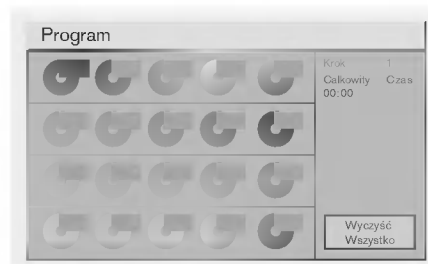 Program
Krok 1
Całkowity Czas
00:00
Wyczyść
Wszystko